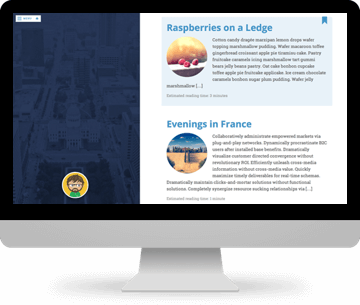 MENU
Raspberries on a Ledge
Cotton candy dragée marzipan lemon drops wafer
topping marshmallow pudding. Wafer macaroon toffee
gingerbread croissant apple pie tiramisu cake. Pastry
fruitcake caramels icing marshmallow tart gummi
bears jelly beans pastry. Oat cake bonbon cupcake
toffee apple pie fruitcake applicake. Ice cream chocolate
caramels bonbon sugar plum pudding. Wafer jelly
marshmallow [...]
Estimated reading time: 3 minutes
Evenings in France
Collaboratively administrate empowered markets via
plug-and-play networks. Dynamically procrastinate B2C
users after installed base benefits. Dramatically
visualize customer directed convergence without
revolutionary ROI. Efficiently unleash cross-media
information without cross-media value. Quickly
maximize timely deliverables for real-time schemas.
Dramatically maintain clicks-and-mortar solutions without functional
solutions. Completely synergize resource sucking relationships via [...]
Estimated reading time: 1 minutes